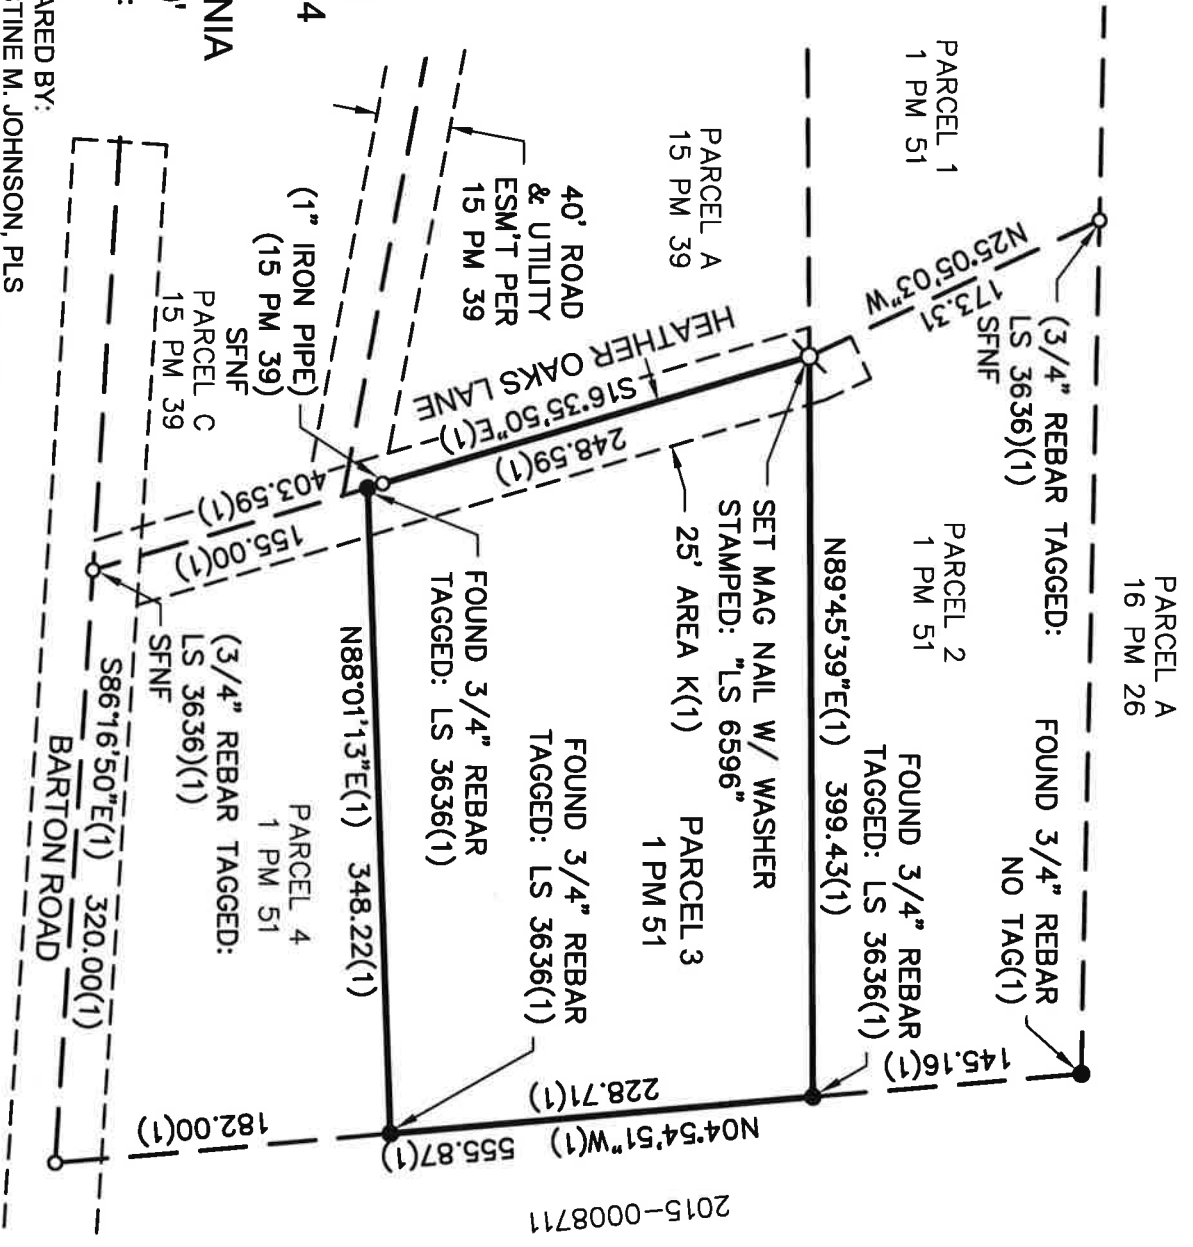 PARCEL A
16 PM 26
PARCEL 1
1 PM 51
N25°05'03"W
173.31
(3/4" REBAR TAGGED:
LS 3636)(1)
SFNF
FOUND 3/4" REBAR
NO TAG(1)
145.16(1)
PARCEL 2
1 PM 51
N89°45'39"E(1) 399.43(1)
FOUND 3/4" REBAR
TAGGED: LS 3636(1)
SET MAG NAIL W/ WASHER
STAMPED: "LS 6596"
25' AREA K(1)
PARCEL A
15 PM 39
HEATHER OAKS LANE
S16°35'50"E(1)
248.59(1)
PARCEL 3
1 PM 51
228.71(1)
N04°54'51"W(1)
555.87(1)
2015-0008711
40' ROAD
& UTILITY
ESM'T PER
15 PM 39
(1" IRON PIPE)
(15 PM 39)
SFNF
FOUND 3/4" REBAR
TAGGED: LS 3636(1)
FOUND 3/4" REBAR
TAGGED: LS 3636(1)
N88°01'13"E(1) 348.22(1)
403.59(1)
155.00(1)
PARCEL C
15 PM 39
PARCEL 4
1 PM 51
(3/4" REBAR TAGGED:
LS 3636)(1)
SFNF
182.00(1)
S86°16'50"E(1) 320.00(1)
BARTON ROAD
4
NIA
ARED BY:
STINE M. JOHNSON, PLS